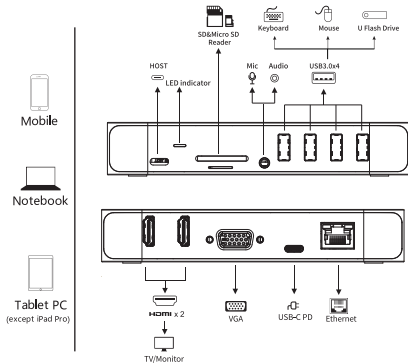 SD&Micro SD
Reader
Keyboard
Mouse
U Flash Drive
HOST
LED indicator
Mic
Audio
USB3.0x4
Mobile
Notebook
Tablet PC
(except iPad Pro)
HDMI x 2
VGA
USB-C PD
Ethernet
TV/Monitor